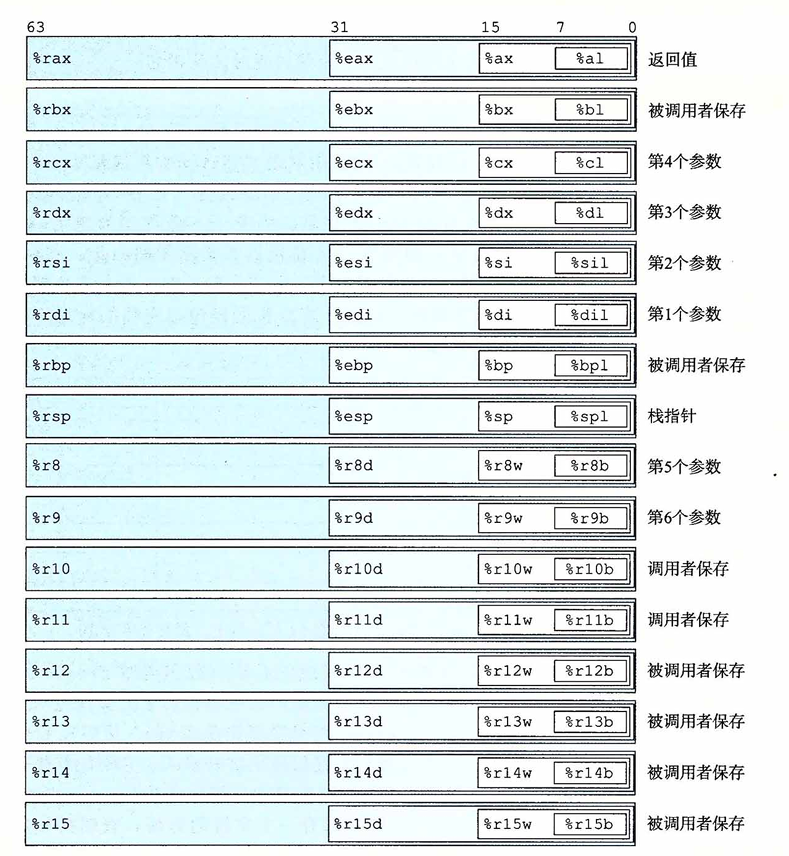 63 31 15 7 0
%rax %eax %ax %al 返回值
%rbx %ebx %bx %bl 被调用者保存
%rcx %ecx %cx %cl 第4个参数
%rdx %edx %dx %dl 第3个参数
%rsi %esi %si %sil 第2个参数
%rdi %edi %di %dil 第1个参数
%rbp %ebp %bp %bpl 被调用者保存
%rsp %esp %sp %spl 栈指针
%r8 %r8d %r8w %r8b 第5个参数
%r9 %r9d %r9w %r9b 第6个参数
%r10 %r10d %r10w %r10b 调用者保存
%r11 %r11d %r11w %r11b 调用者保存
%r12 %r12d %r12w %r12b 被调用者保存
%r13 %r13d %r13w %r13b 被调用者保存
%r14 %r14d %r14w %r14b 被调用者保存
%r15 %r15d %r15w %r15b 被调用者保存